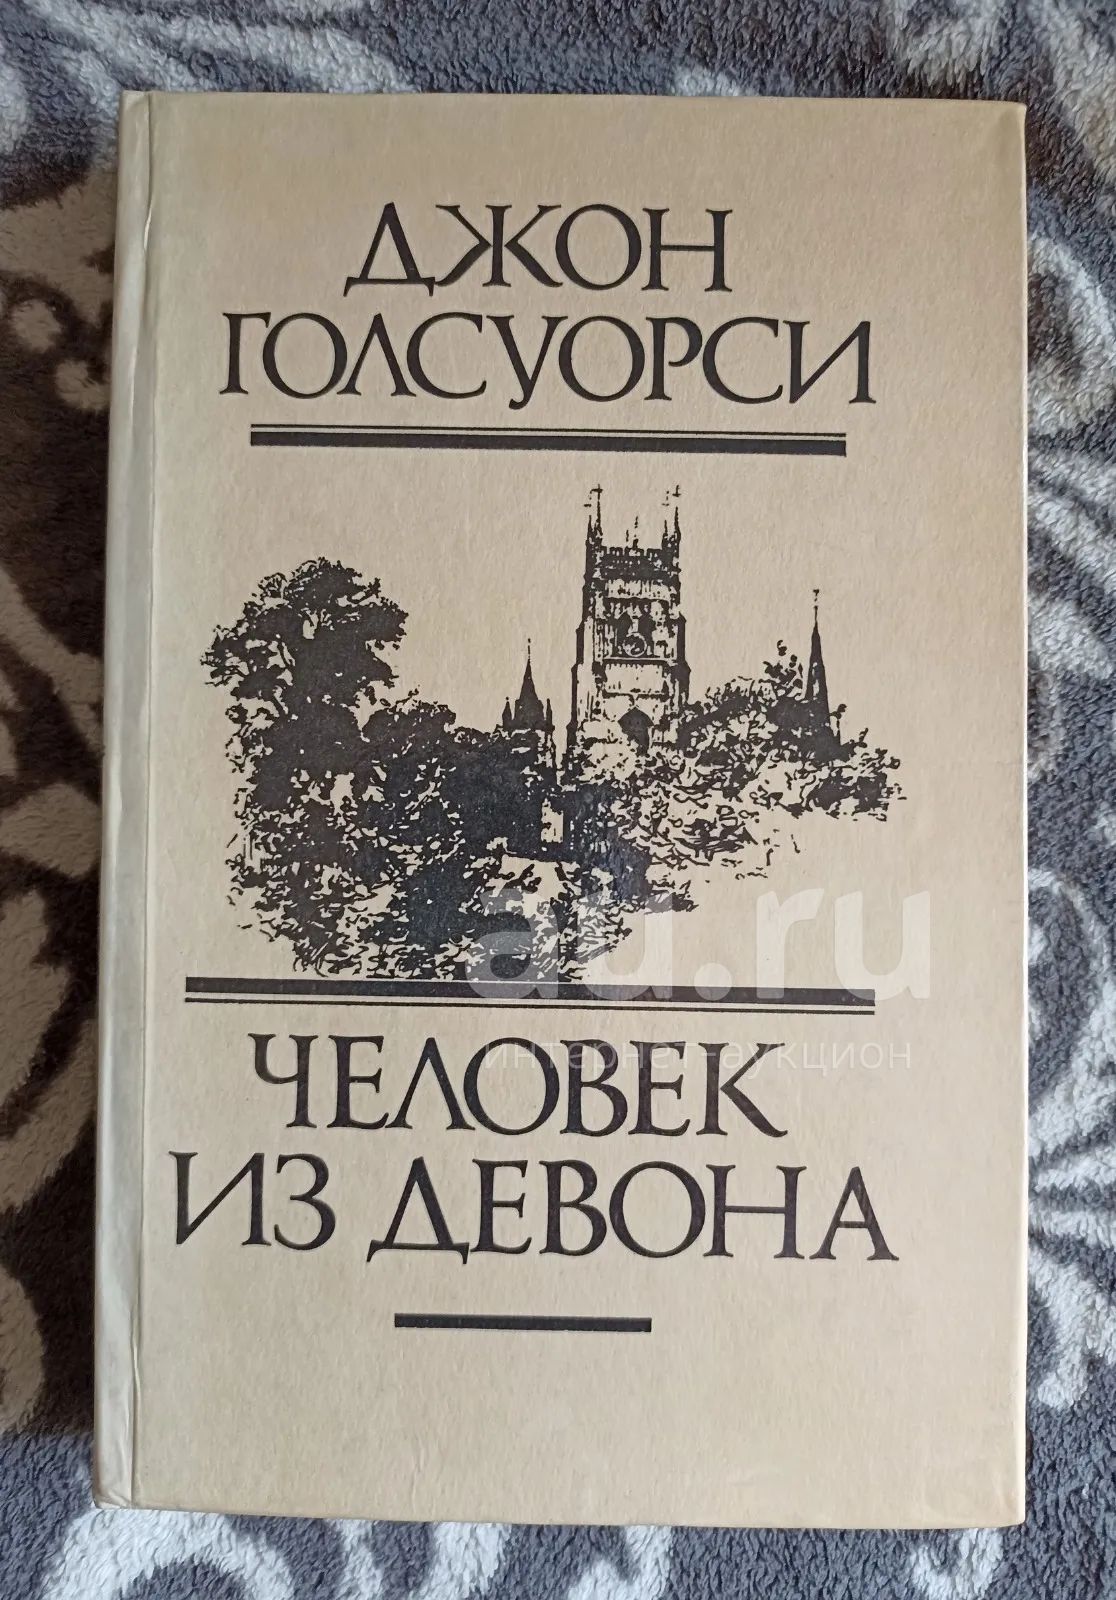 ДЖОН
ГОЛСУОРСИ
au.ru
интернет-аукцион
ЧЕЛОВЕК
ИЗ ДЕВОНА